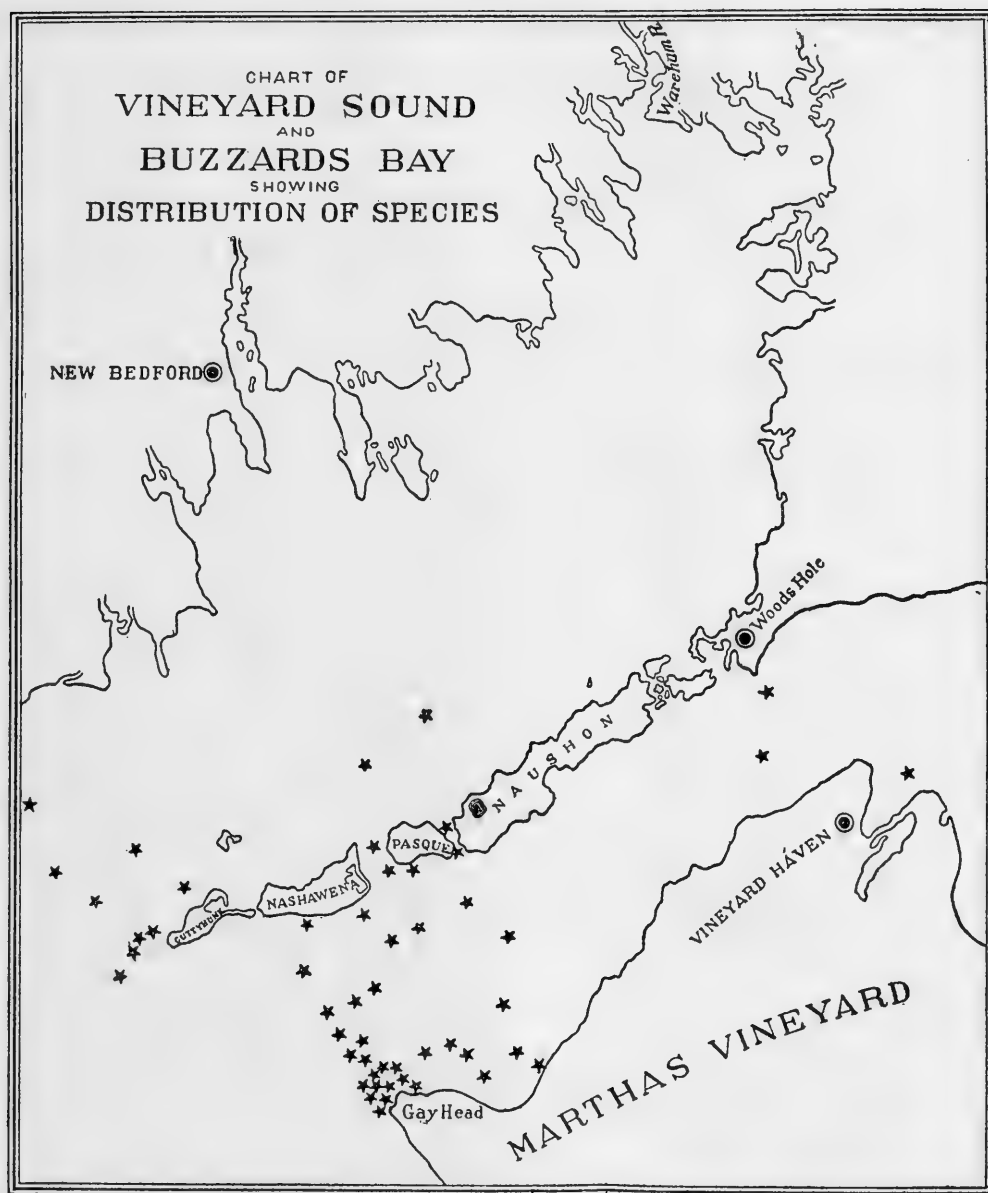 CHART OF
VINEYARD SOUND
AND
BUZZARDS BAY
SHOWING
DISTRIBUTION OF SPECIES
Wareham R.
NEW BEDFORD
Woods Hole
NAUSHON
PASQUE
NASHAWENA
CUTTYHUNK
VINEYARD HÁVEN
MARTHAS VINEYARD
Gay Head